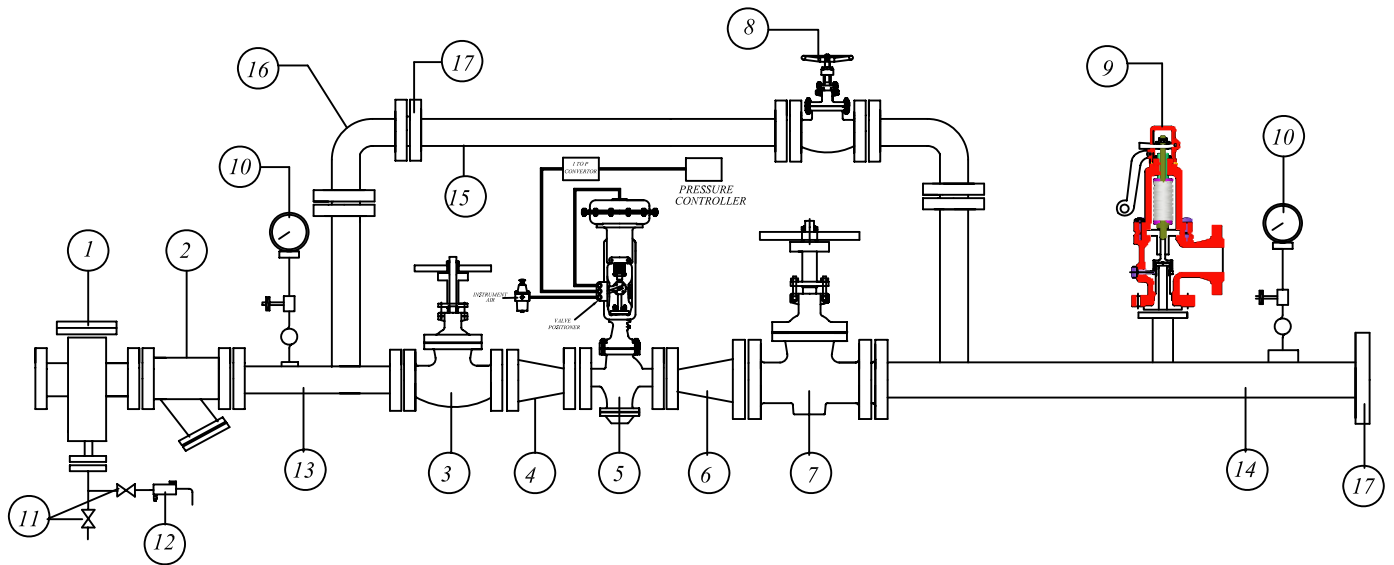 8
17
16
9
10
10
I TO P
CONVERTOR
PRESSURE
CONTROLLER
15
1
2
INSTRUMENT
AIR
VALVE
POSITIONER
13
3
4
5
6
7
14
17
11
12